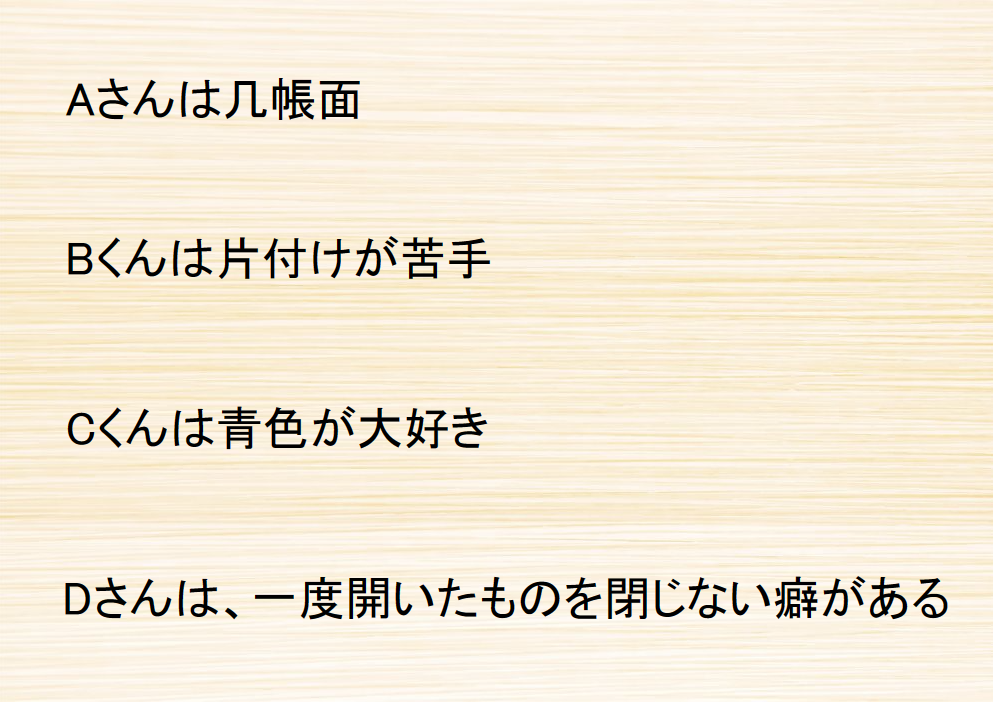 Aさんは几帳面
Bくんは片付けが苦手
Cくんは青色が大好き
Dさんは、一度開いたものを閉じない癖がある